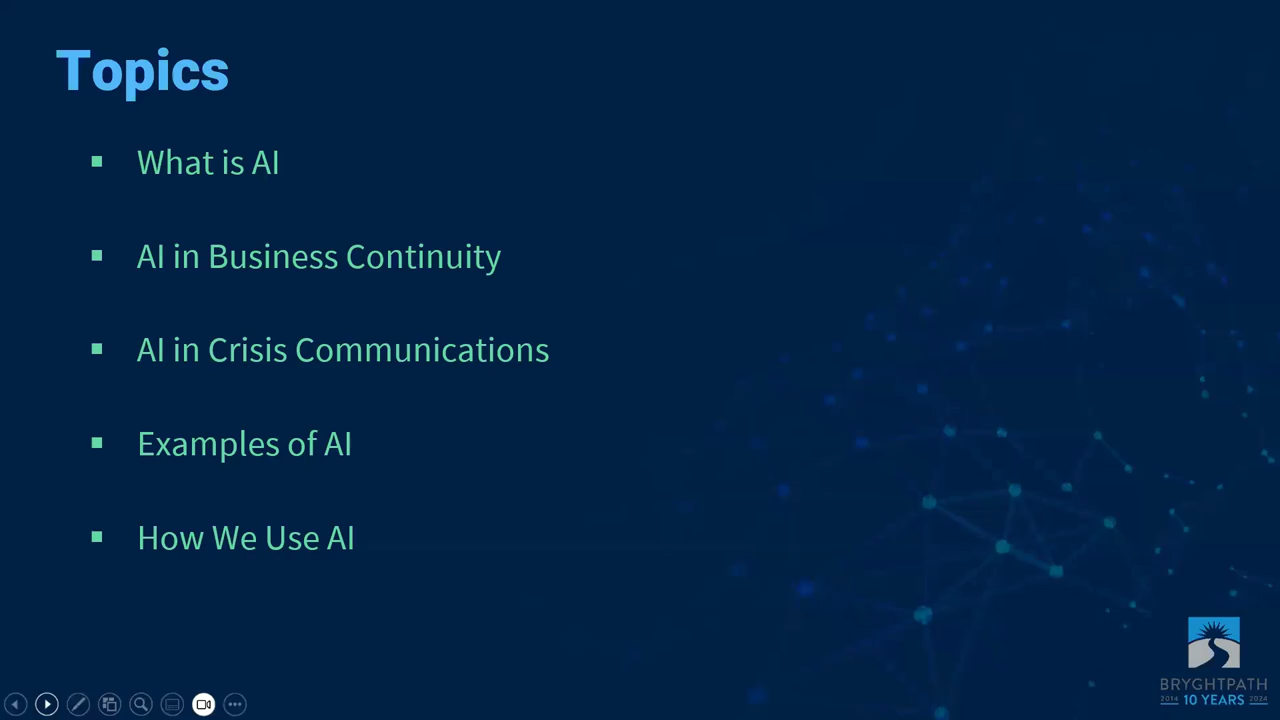 Topics
▪ What is AI
▪ AI in Business Continuity
▪ AI in Crisis Communications
▪ Examples of AI
▪ How We Use AI
BRYGHTPATH
2014 10 YEARS 2024